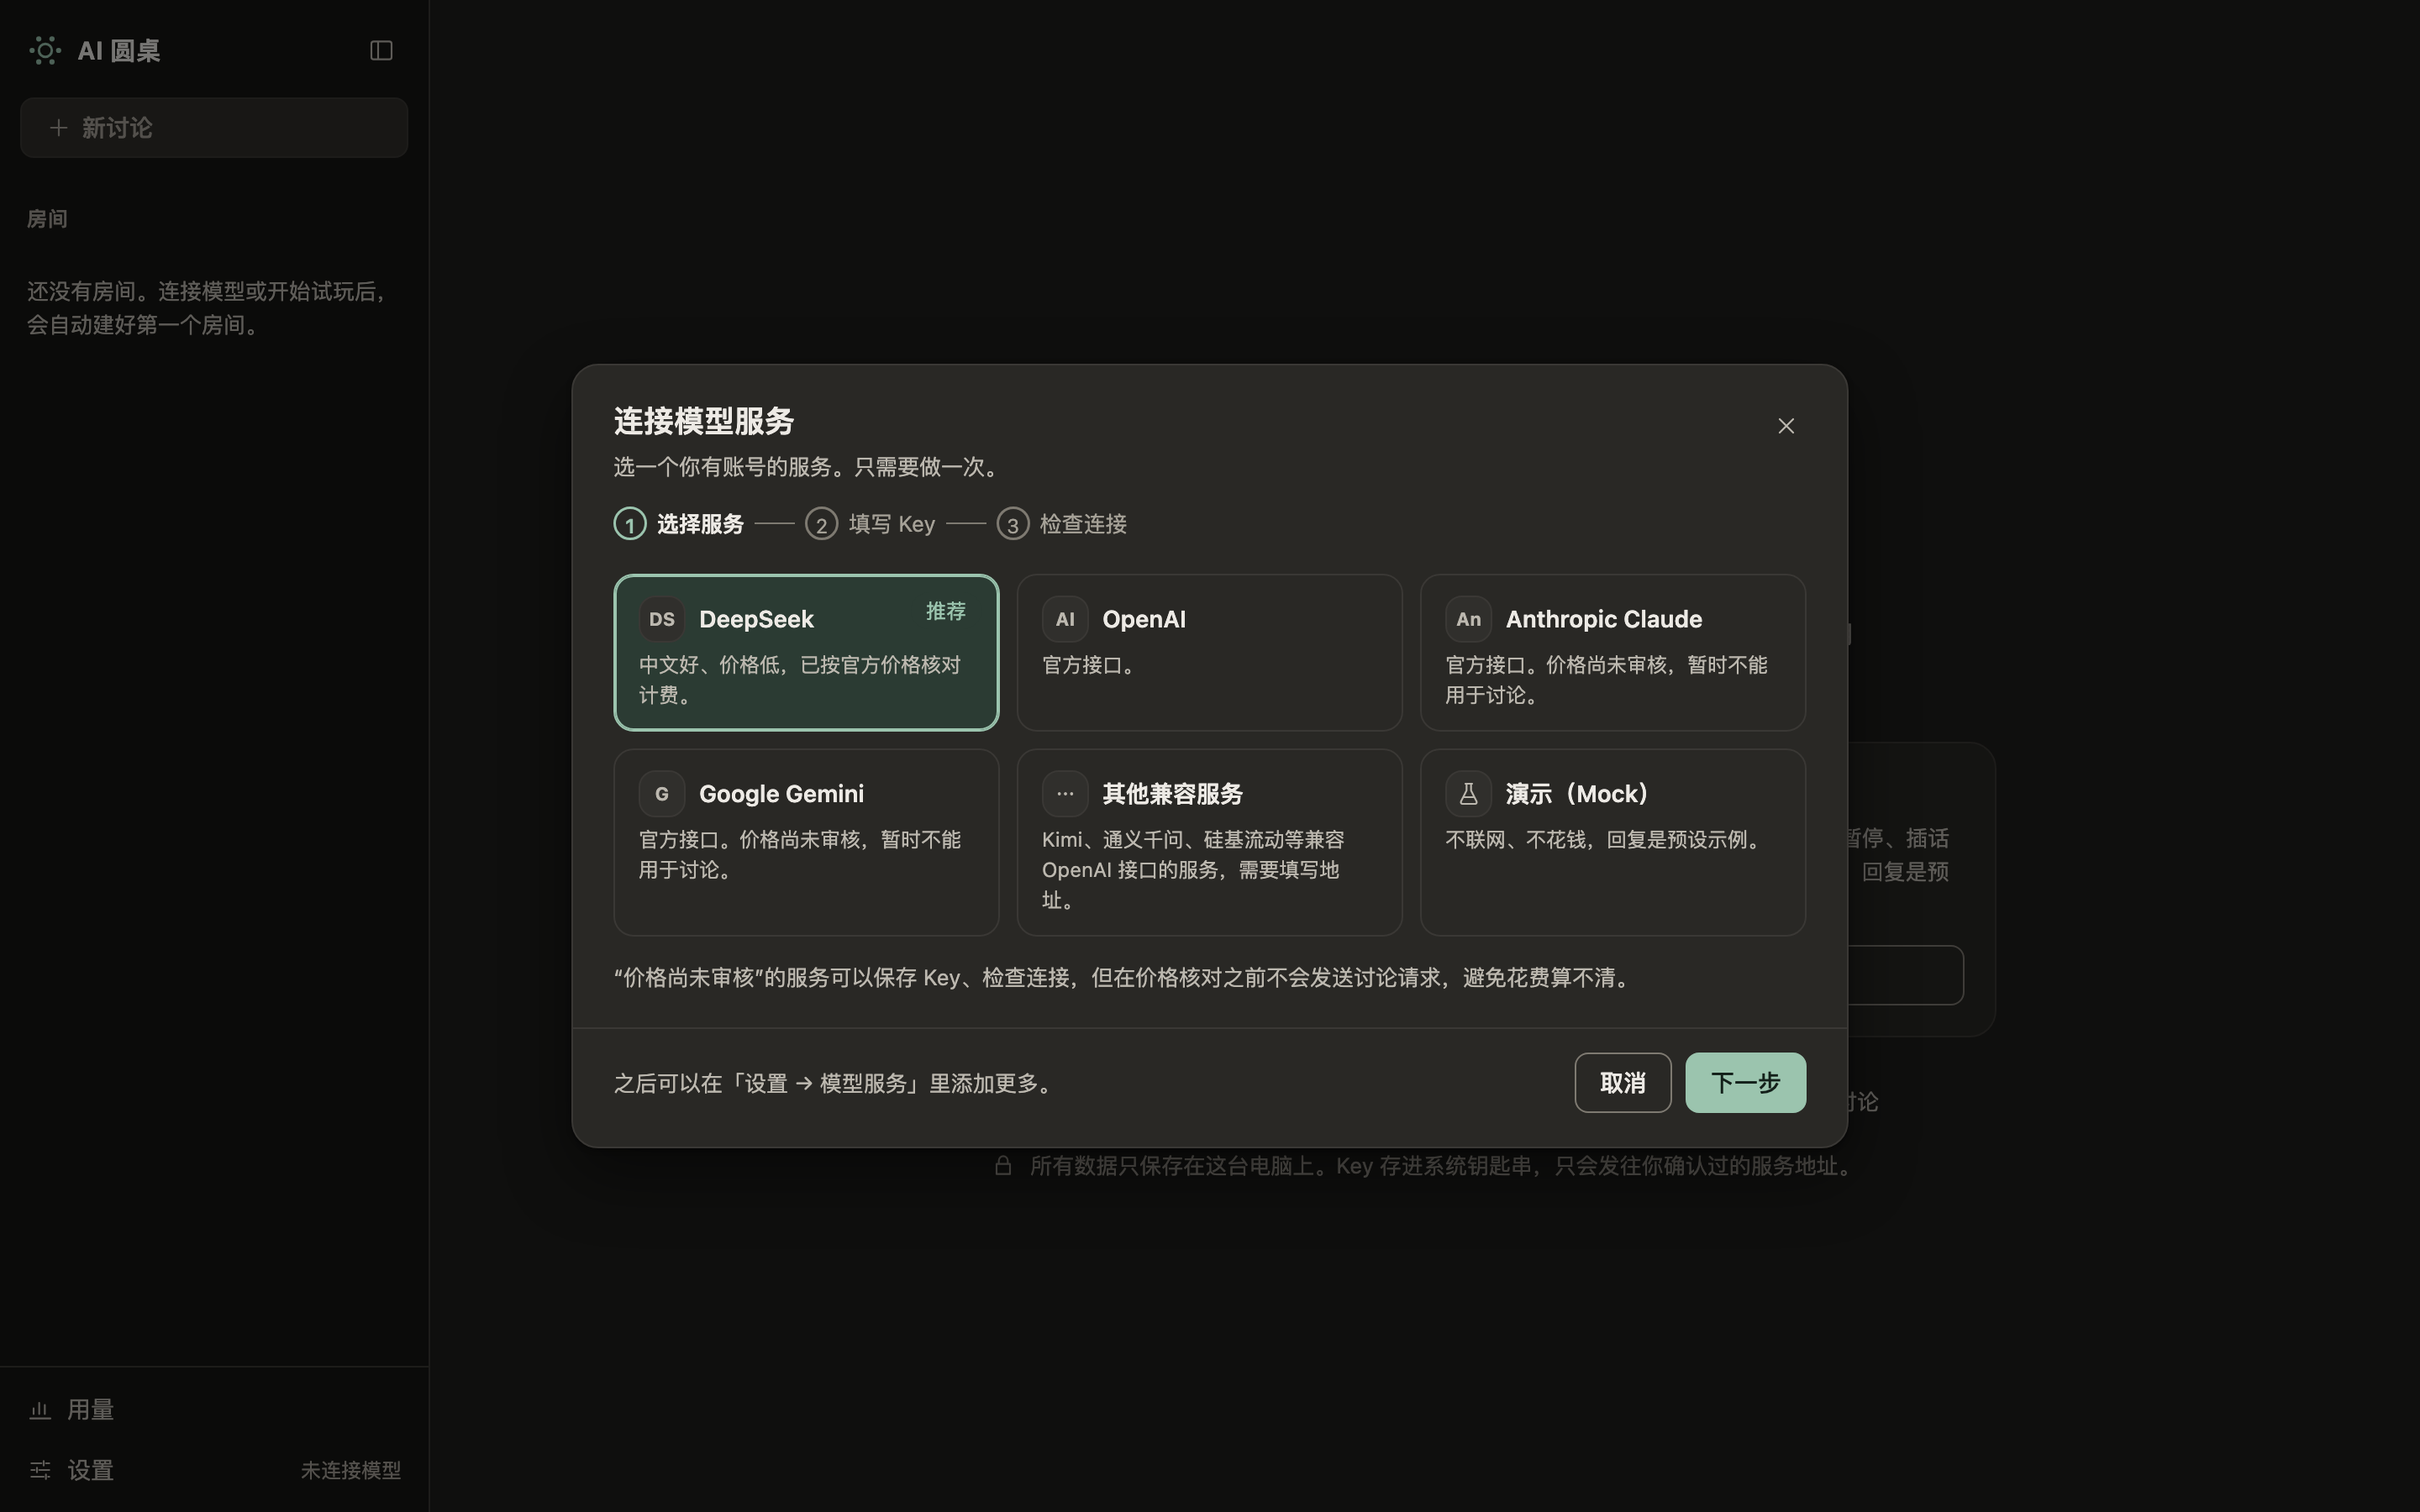 AI 圆桌
新讨论
房间
还没有房间。连接模型或开始试玩后，
会自动建好第一个房间。
用量
设置
未连接模型
连接模型服务
选一个你有账号的服务。只需要做一次。
1 选择服务 2 填写 Key 3 检查连接
DS DeepSeek 推荐
中文好、价格低，已按官方价格核对
计费。
AI OpenAI
官方接口。
An Anthropic Claude
官方接口。价格尚未审核，暂时不能
用于讨论。
G Google Gemini
官方接口。价格尚未审核，暂时不能
用于讨论。
其他兼容服务
Kimi、通义千问、硅基流动等兼容
OpenAI 接口的服务，需要填写地
址。
演示（Mock）
不联网、不花钱，回复是预设示例。
“价格尚未审核”的服务可以保存 Key、检查连接，但在价格核对之前不会发送讨论请求，避免花费算不清。
之后可以在「设置 → 模型服务」里添加更多。
取消
下一步
暂停、插话
回复是预
讨论
所有数据只保存在这台电脑上。Key 存进系统钥匙串，只会发往你确认过的服务地址。